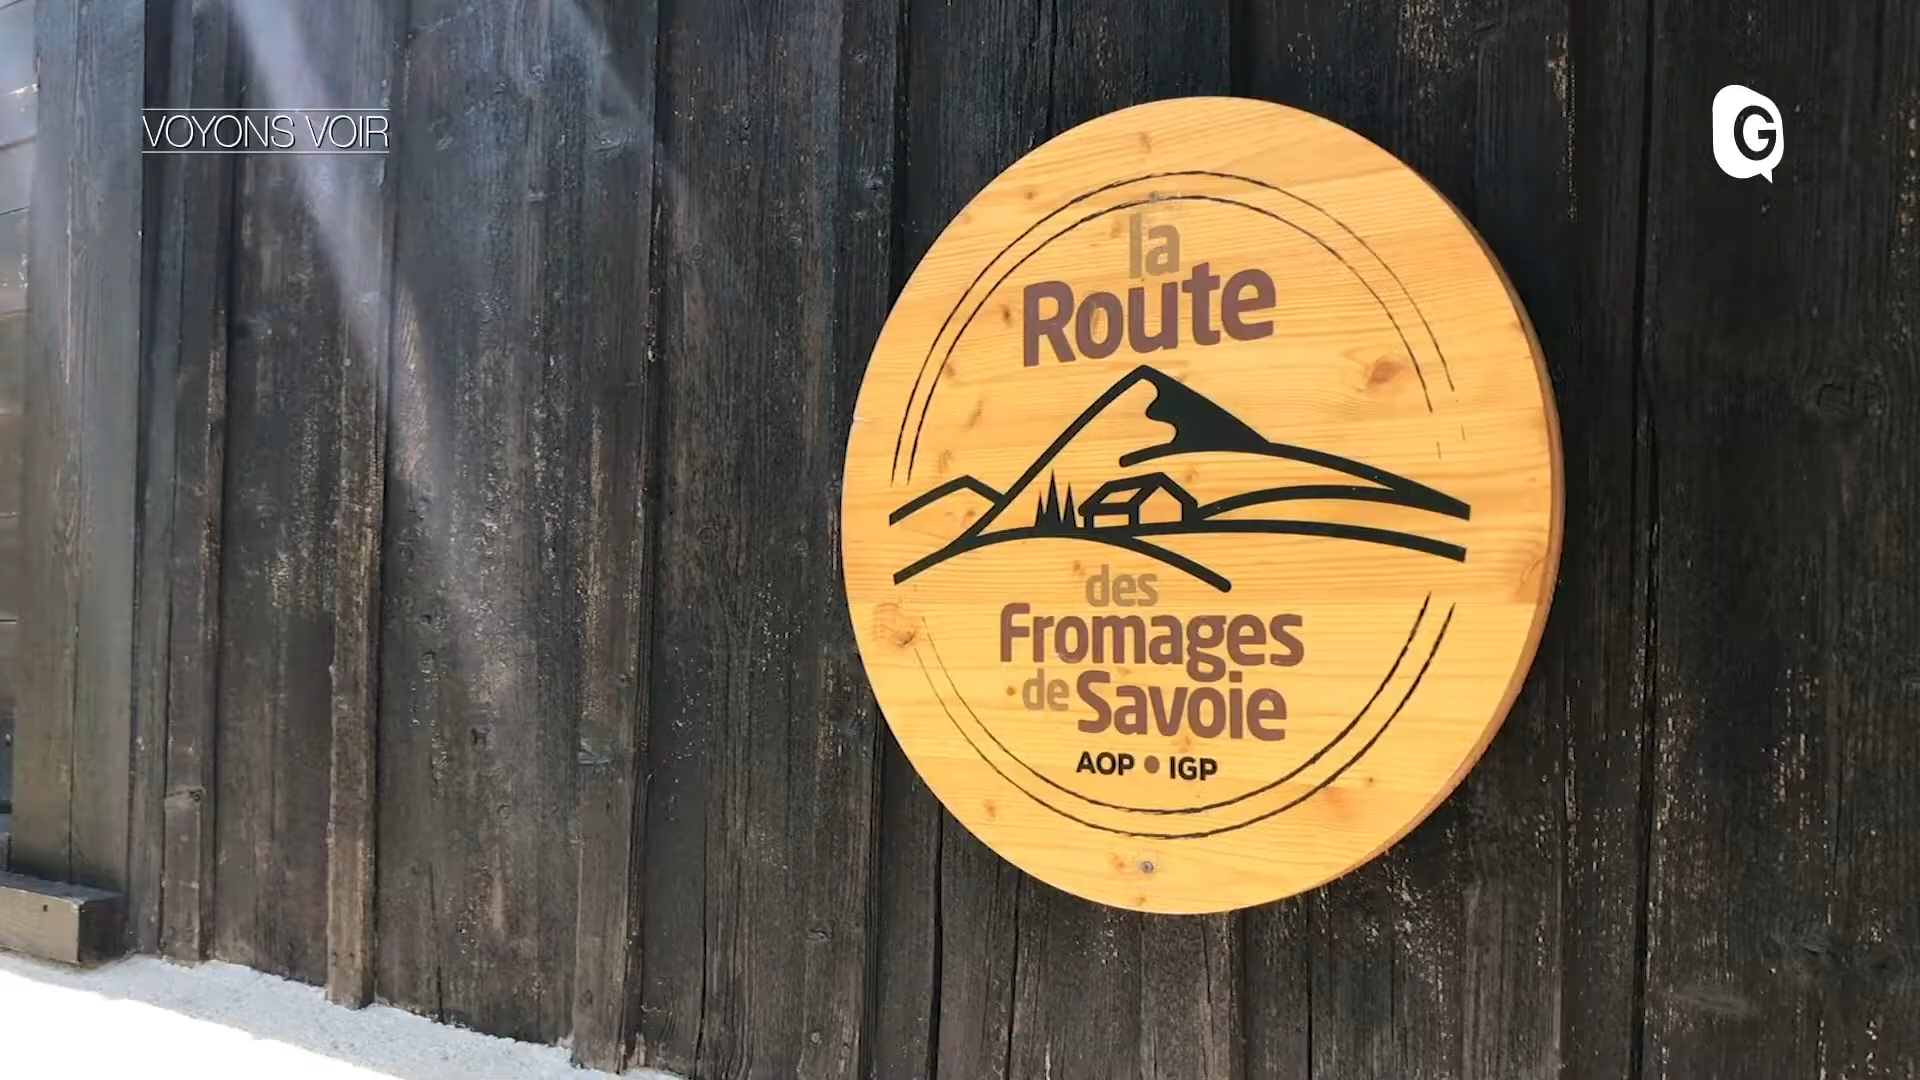 VOYONS VOIR
G
la
Route
des
Fromages
de Savoie
AOP • IGP